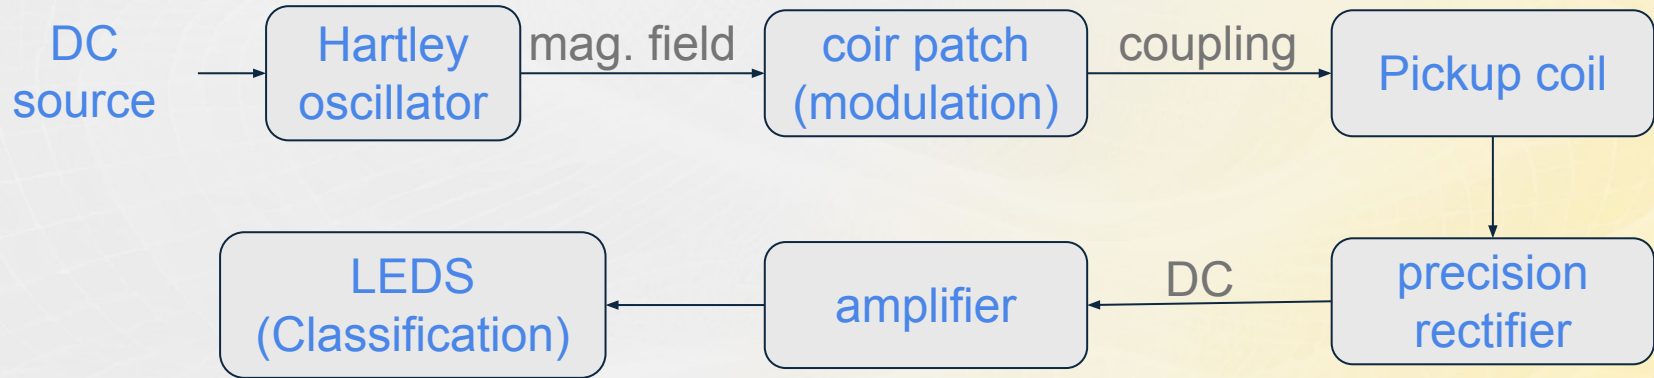 DC
source
Hartley
oscillator
mag. field
coir patch
(modulation)
coupling
Pickup coil
LEDS
(Classification)
amplifier
DC
precision
rectifier